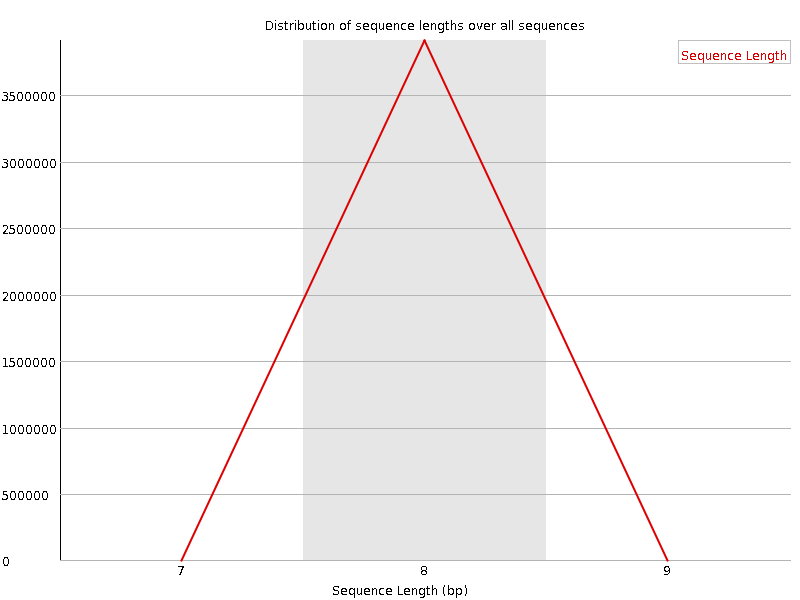 Distribution of sequence lengths over all sequences
Sequence Length
3500000
3000000
2500000
2000000
1500000
1000000
500000
0
7 8 9
Sequence Length (bp)